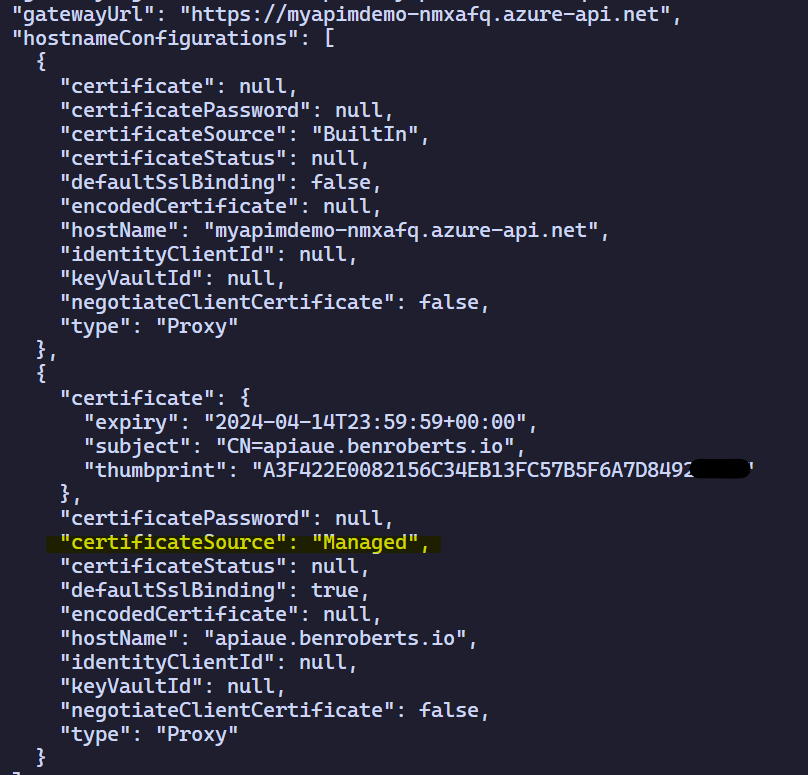 "gatewayUrl": "https://myapimdemo-nmxafq.azure-api.net",
"hostnameConfigurations": [
{
"certificate": null,
"certificatePassword": null,
"certificateSource": "BuiltIn",
"certificateStatus": null,
"defaultSslBinding": false,
"encodedCertificate": null,
"hostName": "myapimdemo-nmxafq.azure-api.net",
"identityClientId": null,
"keyVaultId": null,
"negotiateClientCertificate": false,
"type": "Proxy"
},
{
"certificate": {
"expiry": "2024-04-14T23:59:59+00:00",
"subject": "CN=apiaue.benroberts.io",
"thumbprint": "A3F422E0082156C34EB13FC57B5F6A7D8492
},
"certificatePassword": null,
"certificateSource": "Managed",
"certificateStatus": null,
"defaultSslBinding": true,
"encodedCertificate": null,
"hostName": "apiaue.benroberts.io",
"identityClientId": null,
"keyVaultId": null,
"negotiateClientCertificate": false,
"type": "Proxy"
}